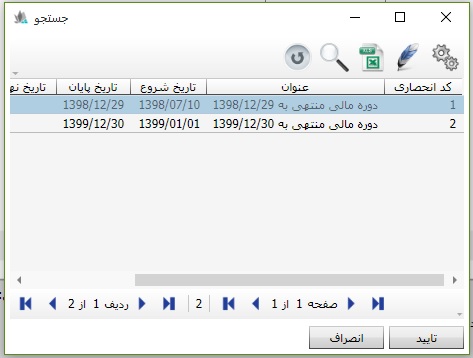 جستجو
کد انحصاری عنوان تاریخ شروع تاریخ پایان تاریخ نها
1 دوره مالی منتهی به 1398/12/29 1398/07/10 1398/12/29
2 دوره مالی منتهی به 1399/12/30 1399/01/01 1399/12/30
صفحه 1 از 1 2 ردیف 1 از 2
تایید انصراف